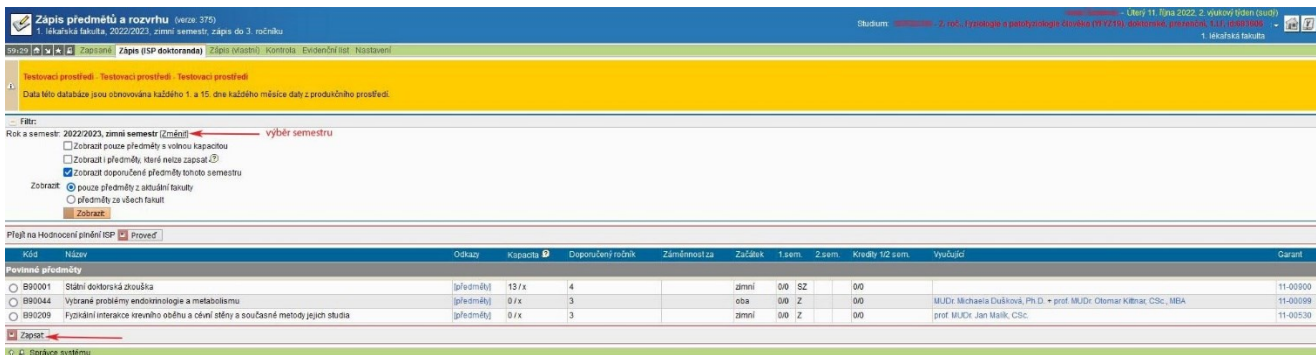 Zápis předmětů a rozvrhu (verze: 375)
1. lékařská fakulta, 2022/2023, zimní semestr, zápis do 3. ročníku
- Úterý 11. října 2022, 2. výukový týden (sudý)
Studium: - 2. roč., Fyziologie a patofyziologie člověka
1. lékařská fakulta
59:29 Zapsané Zápis (ISP doktoranda) Zápis (vlastní) Kontrola Evidenční list Nastavení
Testovací prostředí - Testovací prostředí - Testovací prostředí
Data této databáze jsou obnovována každého 1. a 15. dne každého měsíce daty z produkčního prostředí.
Filtr:
Rok a semestr: 2022/2023, zimní semestr [Změnit] výběr semestru
Zobrazit pouze předměty s volnou kapacitou
Zobrazit i předměty, které nelze zapsat
Zobrazit doporučené předměty tohoto semestru
Zobrazit: pouze předměty z aktuální fakulty
předměty ze všech fakult
Zobrazit
Přejít na Hodnocení plnění ISP Proveď
Kód Název Odkazy Kapacita Doporučený ročník Záměnnost za Začátek 1.sem. 2.sem. Kredity 1/2 sem. Vyučující Garant
Povinné předměty
B90001 Státní doktorská zkouška [předměty] 13 / x 4 zimní 0/0 SZ 0/0 11-00900
B90044 Vybrané problémy endokrinologie a metabolismu [předměty] 0 / x 3 oba 0/0 Z 0/0 MUDr. Michaela Dušková, Ph.D. + prof. MUDr. Otomar Kittnar, CSc., MBA 11-00099
B90209 Fyzikální interakce krevního oběhu a cévní stěny a současné metody jejich studia [předměty] 0 / x 3 zimní 0/0 Z 0/0 prof. MUDr. Jan Malík, CSc. 11-00530
Zapsat
Správce systému